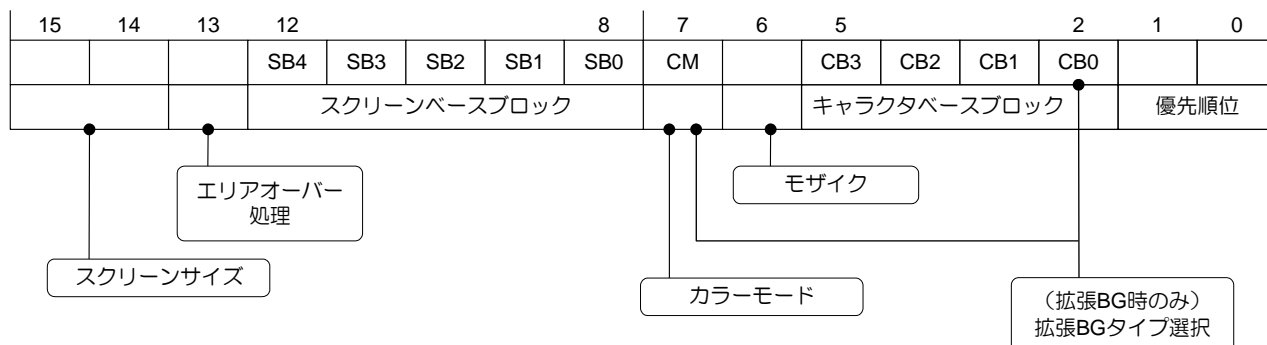 15 14 13 12 8 7 6 5 2 1 0
SB4 SB3 SB2 SB1 SB0 CM CB3 CB2 CB1 CB0
スクリーンベースブロック キャラクタベースブロック 優先順位
エリアオーバー
処理
モザイク
スクリーンサイズ
カラーモード
（拡張BG時のみ）
拡張BGタイプ選択